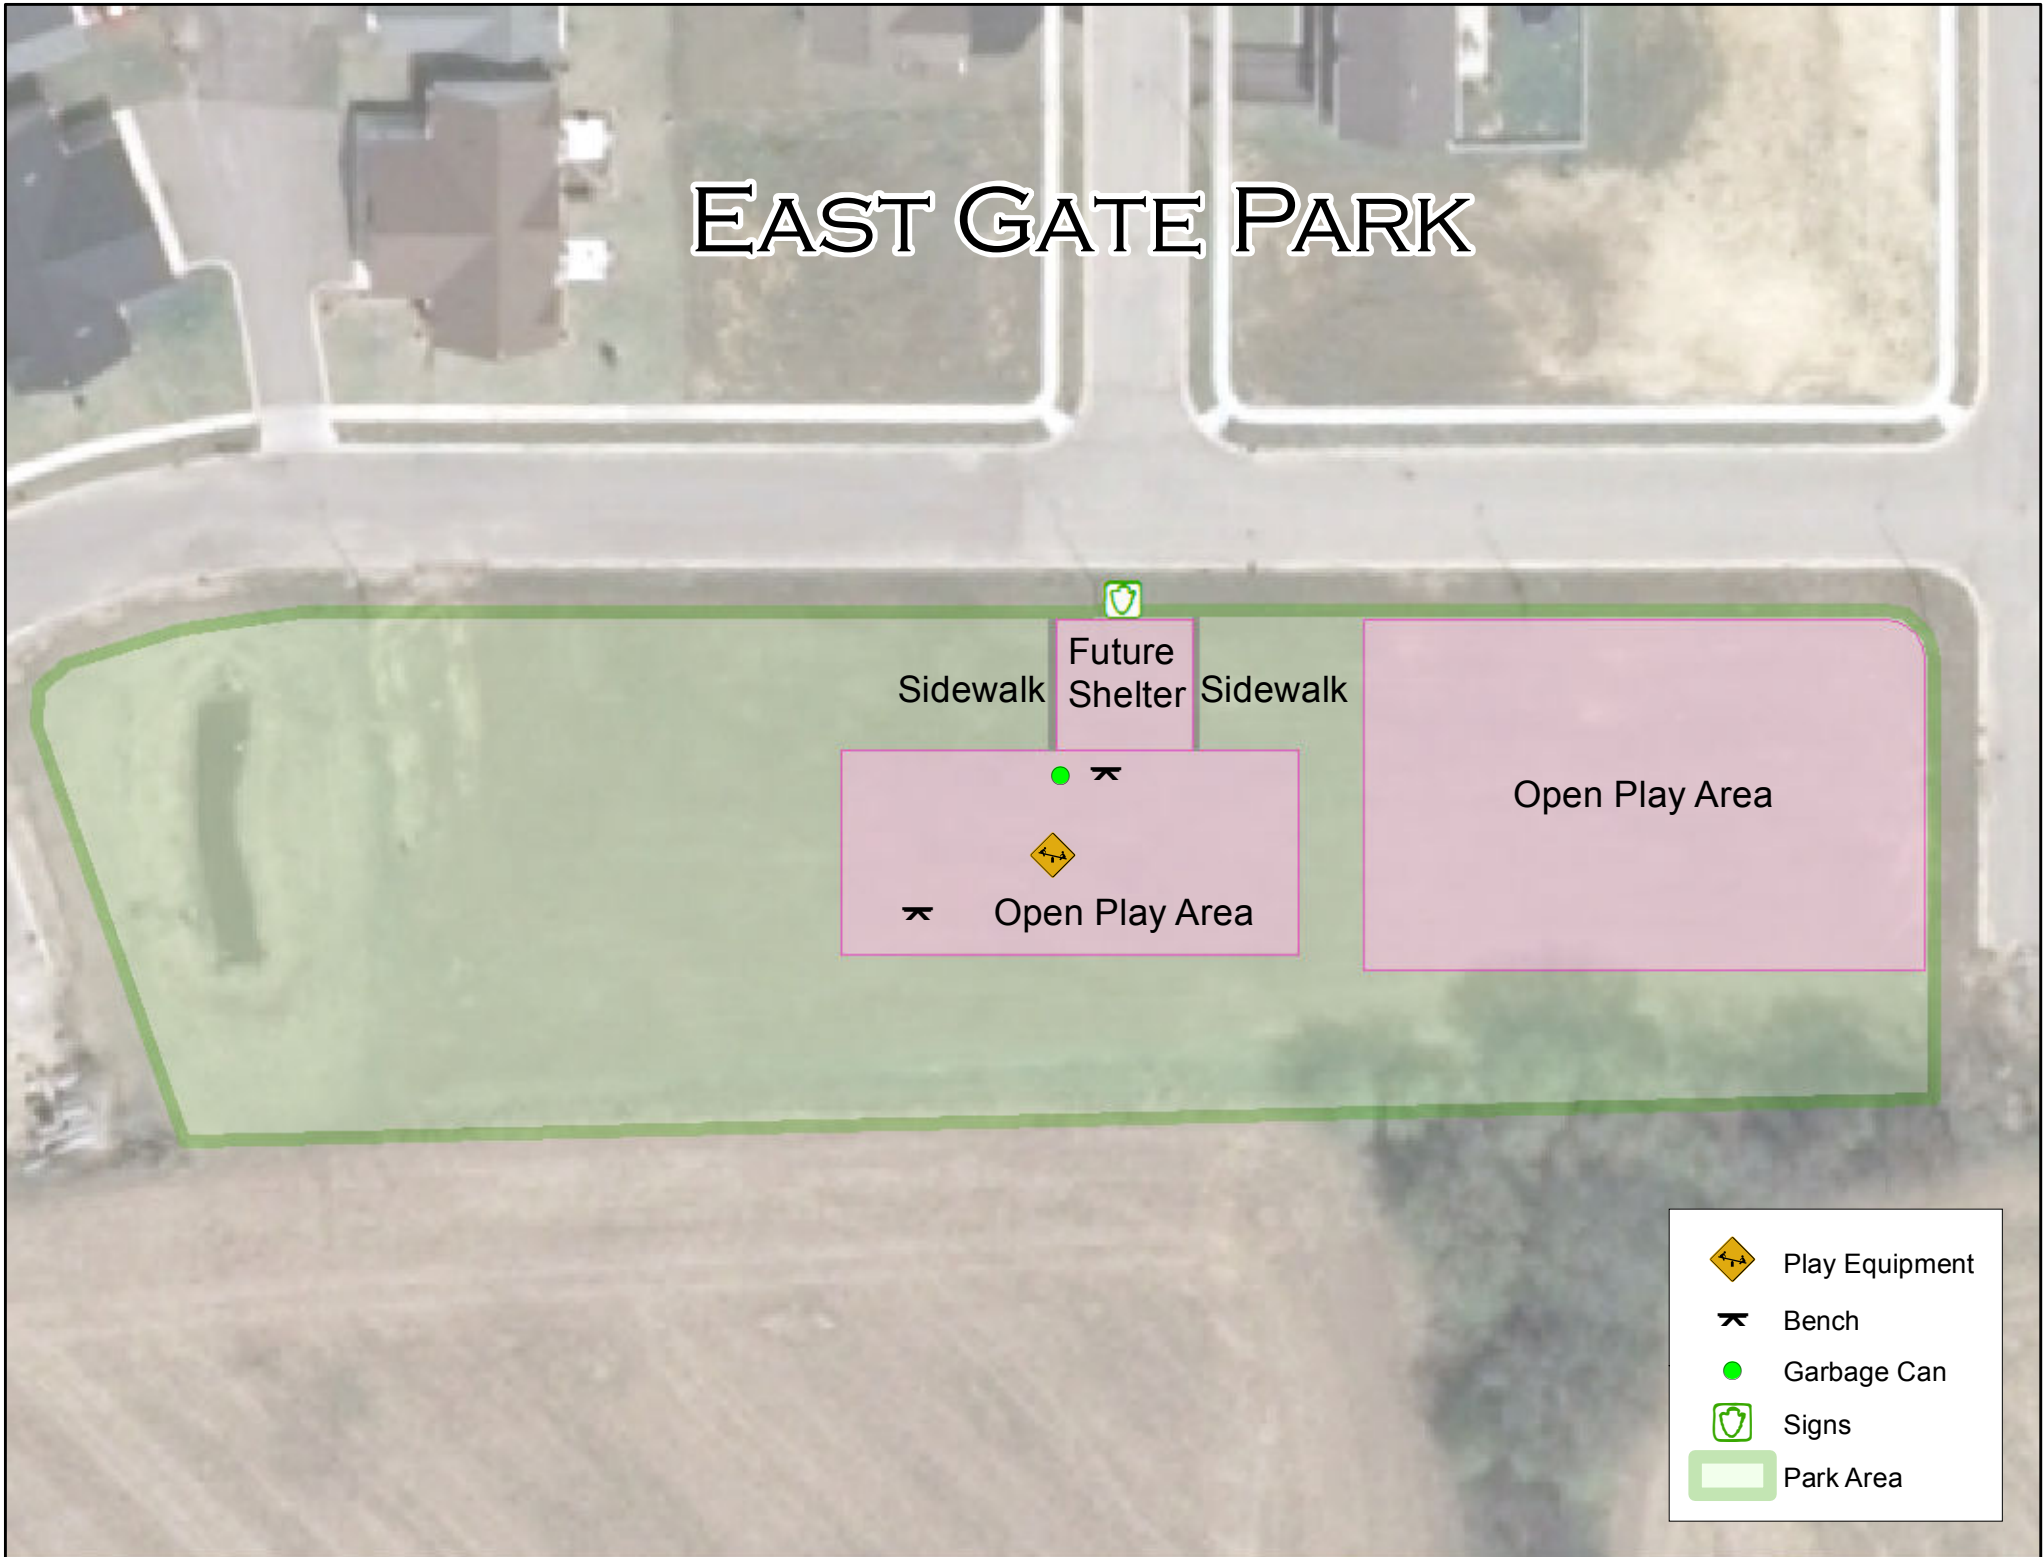 EAST GATE PARK
Future
Shelter
Sidewalk
Sidewalk
Open Play Area
Open Play Area
Play Equipment
Bench
Garbage Can
Signs
Park Area